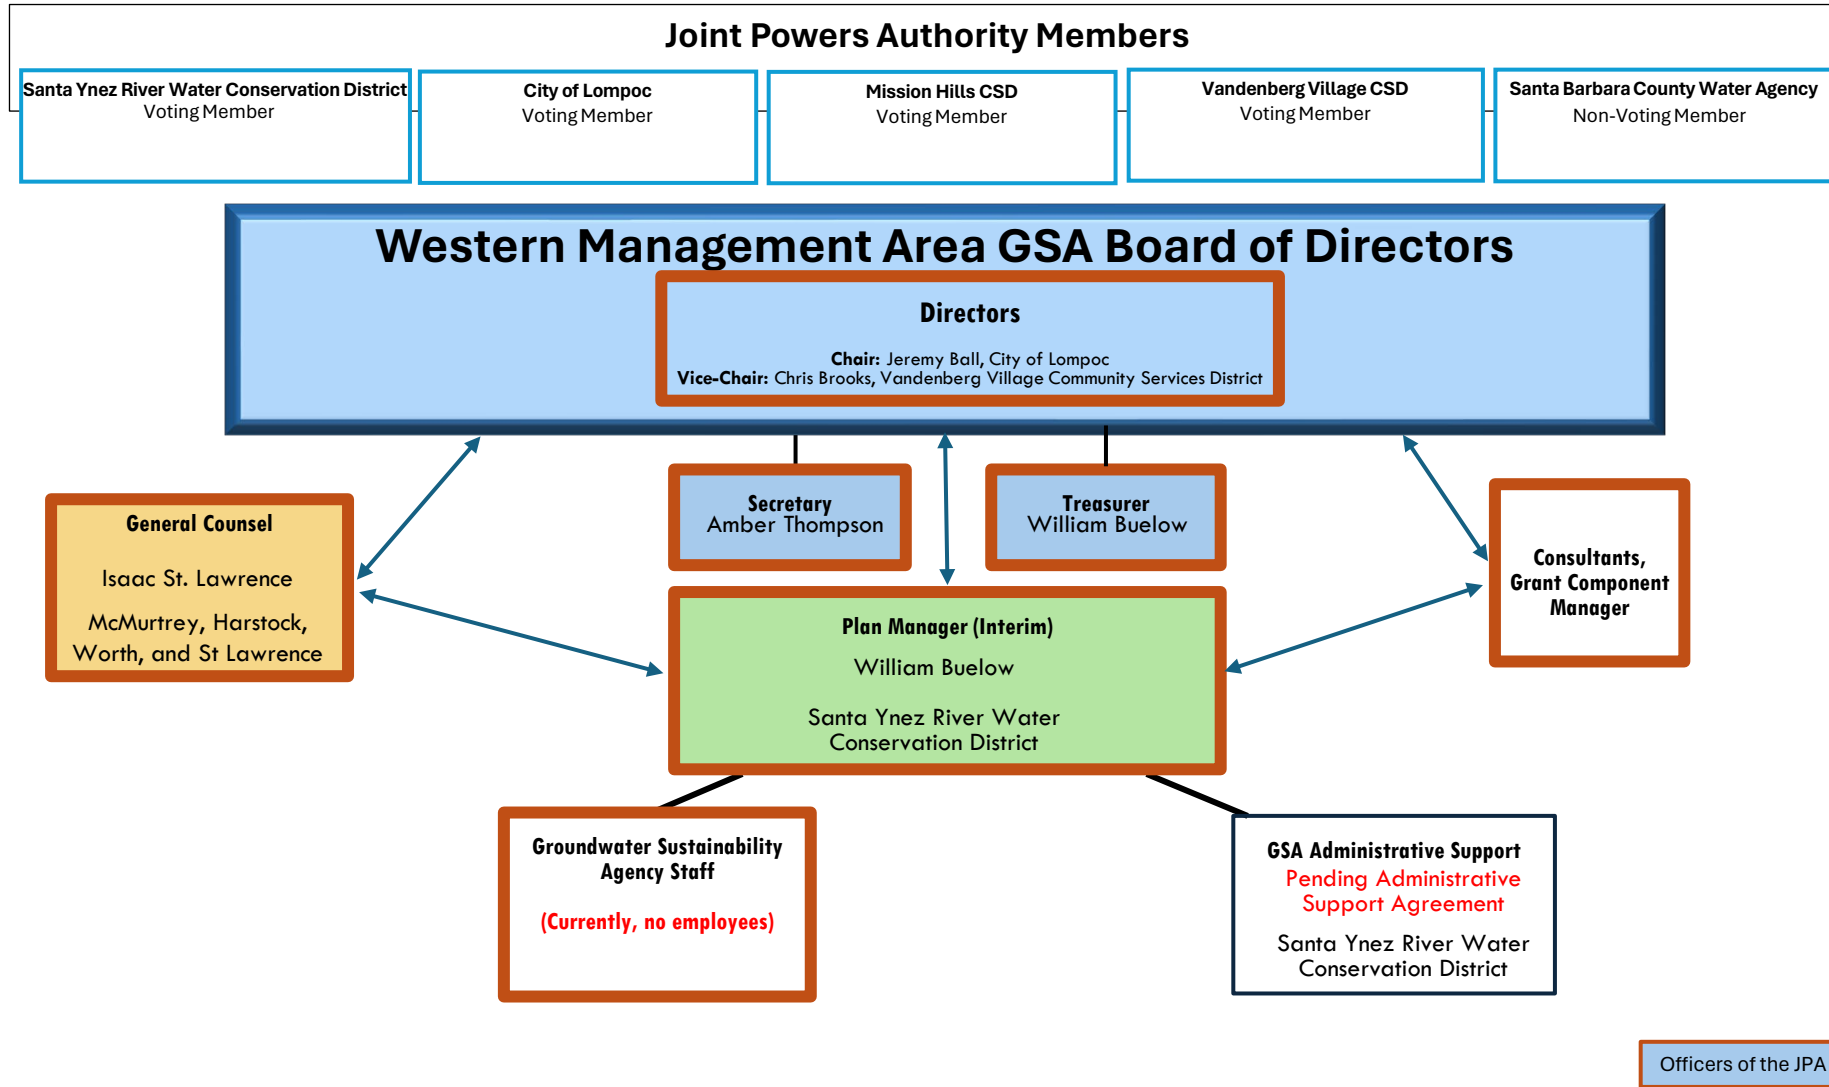 Joint Powers Authority Members
Santa Ynez River Water Conservation District
Voting Member
City of Lompoc
Voting Member
Mission Hills CSD
Voting Member
Vandenberg Village CSD
Voting Member
Santa Barbara County Water Agency
Non-Voting Member
Western Management Area GSA Board of Directors
Directors
Chair: Jeremy Ball, City of Lompoc
Vice-Chair: Chris Brooks, Vandenberg Village Community Services District
General Counsel
Isaac St. Lawrence
McMurtrey, Harstock,
Worth, and St Lawrence
Secretary
Amber Thompson
Treasurer
William Buelow
Consultants,
Grant Component
Manager
Plan Manager (Interim)
William Buelow
Santa Ynez River Water
Conservation District
Groundwater Sustainability
Agency Staff
(Currently, no employees)
GSA Administrative Support
Pending Administrative
Support Agreement
Santa Ynez River Water
Conservation District
Officers of the JPA